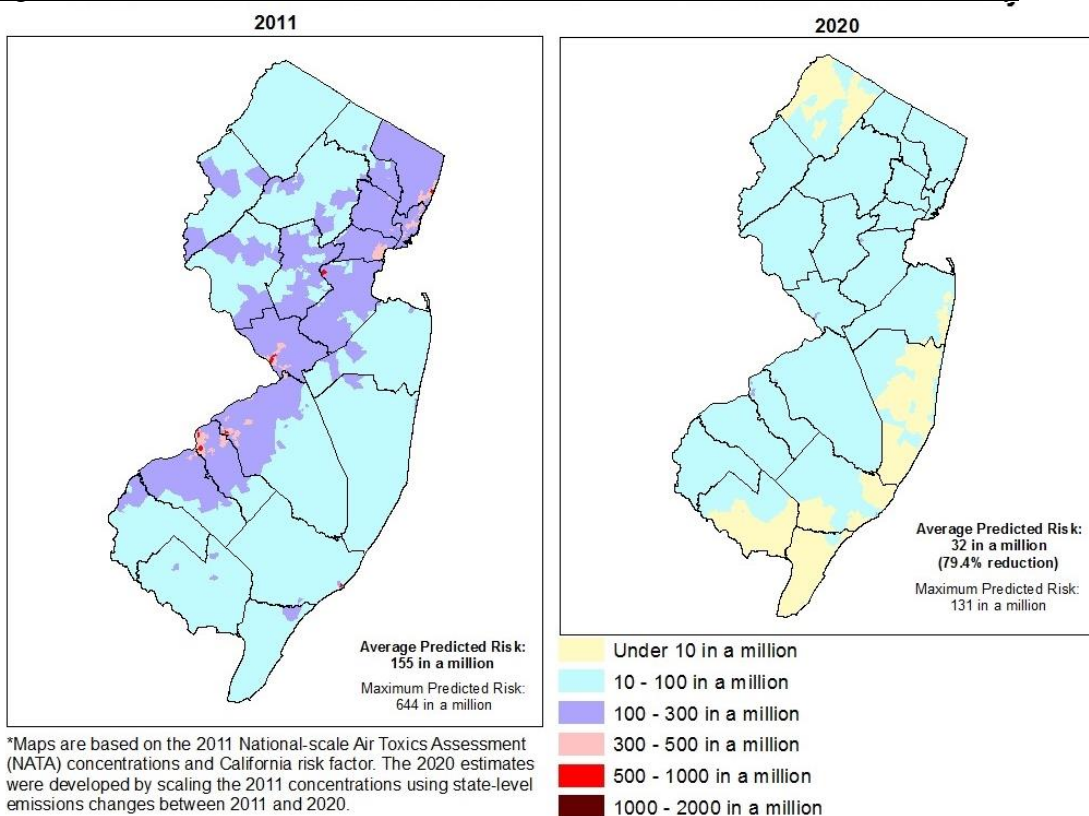 2011
2020
Average Predicted Risk:
155 in a million
Maximum Predicted Risk:
644 in a million
Average Predicted Risk:
32 in a million
(79.4% reduction)
Maximum Predicted Risk:
131 in a million
Under 10 in a million
10 - 100 in a million
100 - 300 in a million
300 - 500 in a million
500 - 1000 in a million
1000 - 2000 in a million
*Maps are based on the 2011 National-scale Air Toxics Assessment
(NATA) concentrations and California risk factor. The 2020 estimates
were developed by scaling the 2011 concentrations using state-level
emissions changes between 2011 and 2020.